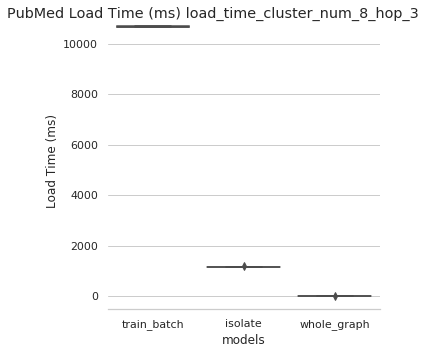 PubMed Load Time (ms) load_time_cluster_num_8_hop_3
10000
8000
6000
4000
2000
0
Load Time (ms)
train_batch isolate whole_graph
models